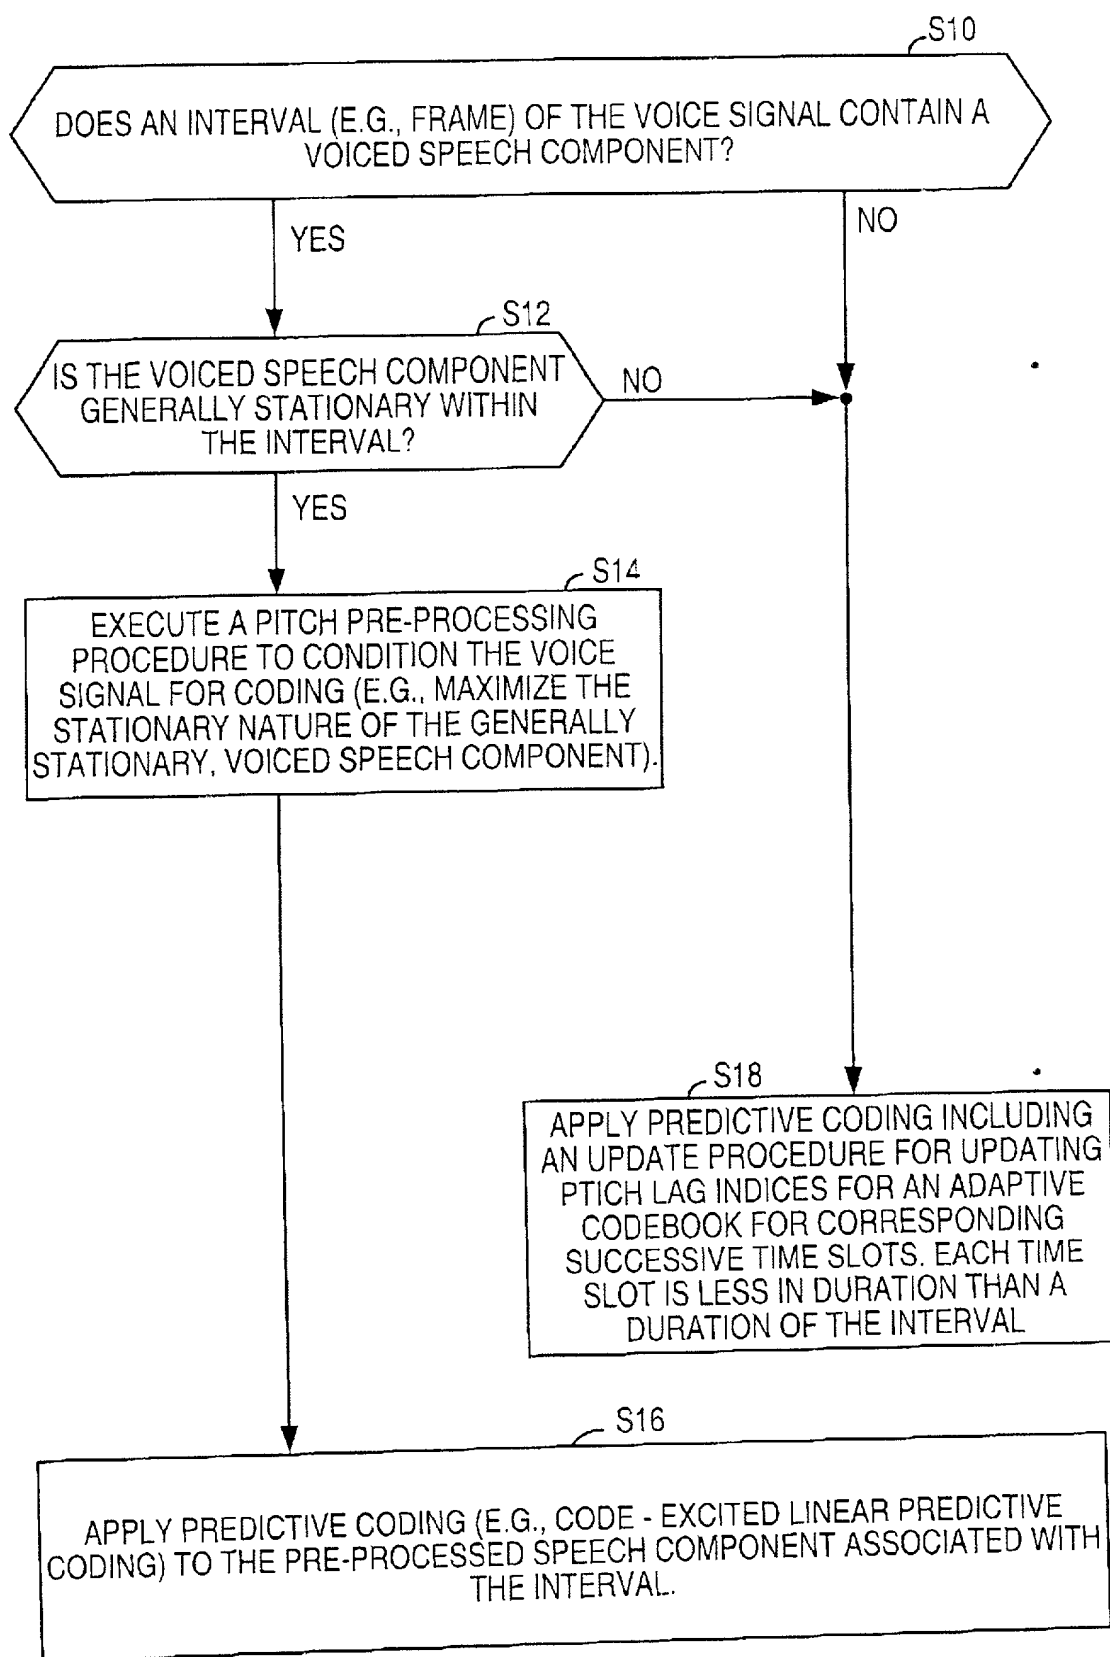 S10
DOES AN INTERVAL (E.G., FRAME) OF THE VOICE SIGNAL CONTAIN A
VOICED SPEECH COMPONENT?
YES
NO
S12
IS THE VOICED SPEECH COMPONENT
GENERALLY STATIONARY WITHIN
THE INTERVAL?
NO
YES
S14
EXECUTE A PITCH PRE-PROCESSING
PROCEDURE TO CONDITION THE VOICE
SIGNAL FOR CODING (E.G., MAXIMIZE THE
STATIONARY NATURE OF THE GENERALLY
STATIONARY, VOICED SPEECH COMPONENT).
S18
APPLY PREDICTIVE CODING INCLUDING
AN UPDATE PROCEDURE FOR UPDATING
PTICH LAG INDICES FOR AN ADAPTIVE
CODEBOOK FOR CORRESPONDING
SUCCESSIVE TIME SLOTS. EACH TIME
SLOT IS LESS IN DURATION THAN A
DURATION OF THE INTERVAL
S16
APPLY PREDICTIVE CODING (E.G., CODE - EXCITED LINEAR PREDICTIVE
CODING) TO THE PRE-PROCESSED SPEECH COMPONENT ASSOCIATED WITH
THE INTERVAL.